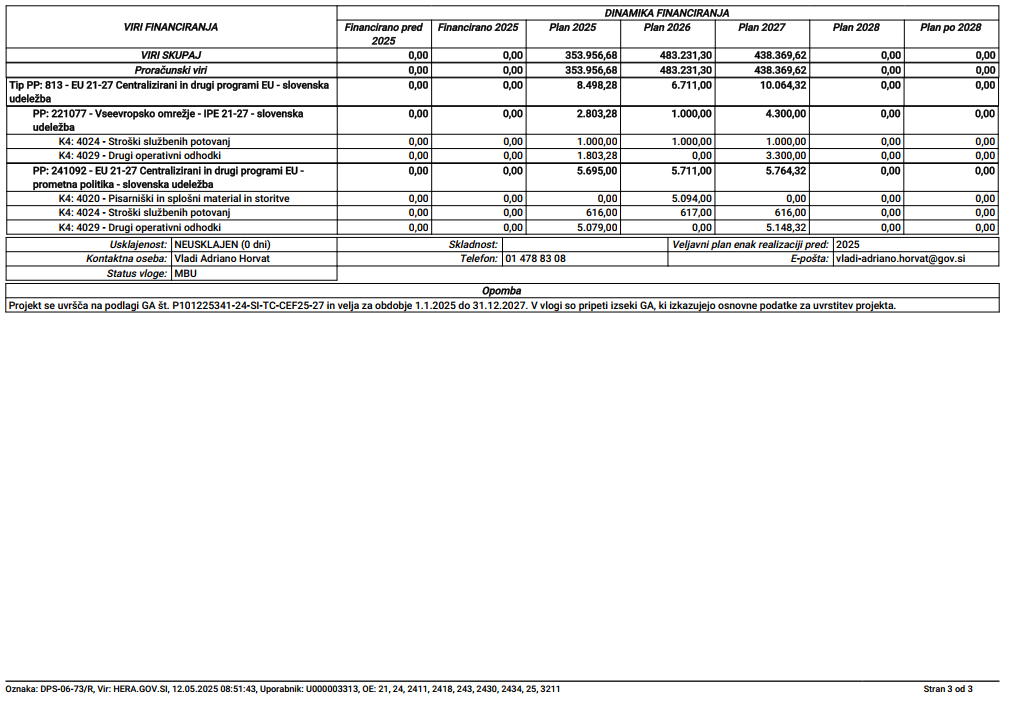 DINAMIKA FINANCIRANJA
VIRI FINANCIRANJA Financirano pred 2025 Financirano 2025 Plan 2025 Plan 2026 Plan 2027 Plan 2028 Plan po 2028
VIRI SKUPAJ 0,00 0,00 353.956,68 483.231,30 438.369,62 0,00 0,00
Proračunski viri 0,00 0,00 353.956,68 483.231,30 438.369,62 0,00 0,00
Tip PP: 813 - EU 21-27 Centralizirani in drugi programi EU - slovenska 0,00 0,00 8.498,28 6.711,00 10.064,32 0,00 0,00
udeležba
PP: 221077 - Vseevropsko omrežje - IPE 21-27 - slovenska 0,00 0,00 2.803,28 1.000,00 4.300,00 0,00 0,00
udeležba
K4: 4024 - Stroški službenih potovanj 0,00 0,00 1.000,00 1.000,00 1.000,00 0,00 0,00
K4: 4029 - Drugi operativni odhodki 0,00 0,00 1.803,28 0,00 3.300,00 0,00 0,00
PP: 241092 - EU 21-27 Centralizirani in drugi programi EU - 0,00 0,00 5.695,00 5.711,00 5.764,32 0,00 0,00
prometna politika - slovenska udeležba
K4: 4020 - Pisarniški in splošni material in storitve 0,00 0,00 0,00 5.094,00 0,00 0,00 0,00
K4: 4024 - Stroški službenih potovanj 0,00 0,00 616,00 617,00 616,00 0,00 0,00
K4: 4029 - Drugi operativni odhodki 0,00 0,00 5.079,00 0,00 5.148,32 0,00 0,00
Usklajenost: NEUSKLAJEN (0 dni) Skladnost: Veljavni plan enak realizaciji pred: 2025
Kontaktna oseba: Vladi Adriano Horvat Telefon: 01 478 83 08 E-pošta: vladi-adriano.horvat@gov.si
Status vloge: MBU
Opomba
Projekt se uvršča na podlagi GA št. P101225341-24-SI-TC-CEF25-27 in velja za obdobje 1.1.2025 do 31.12.2027. V vlogi so pripeti izseki GA, ki izkazujejo osnovne podatke za uvrstitev projekta.
Oznaka: DPS-06-73/R, Vir: HERA.GOV.SI, 12.05.2025 08:51:43, Uporabnik: U000003313, OE: 21, 24, 2411, 2418, 243, 2430, 2434, 25, 3211 Stran 3 od 3